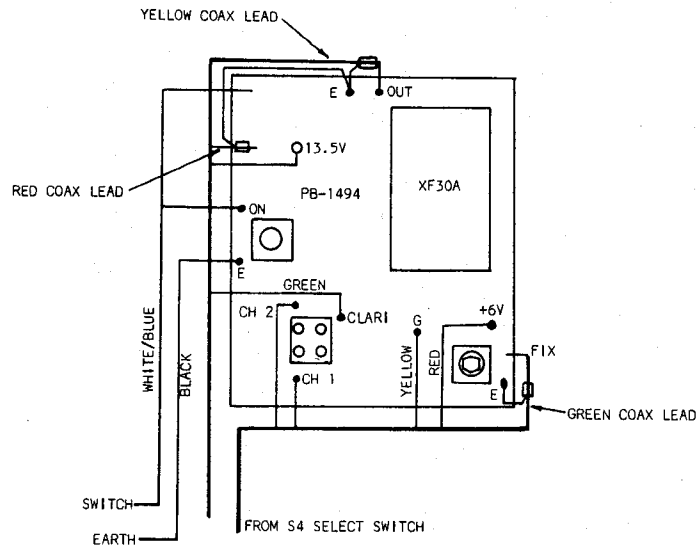 YELLOW COAX LEAD
E
OUT
13.5V
XF30A
RED COAX LEAD
PB-1494
ON
E
GREEN
CH 2
CLARI
G
+6V
WHITE/BLUE
BLACK
YELLOW
RED
FIX
CH 1
E
GREEN COAX LEAD
SWITCH
FROM S4 SELECT SWITCH
EARTH